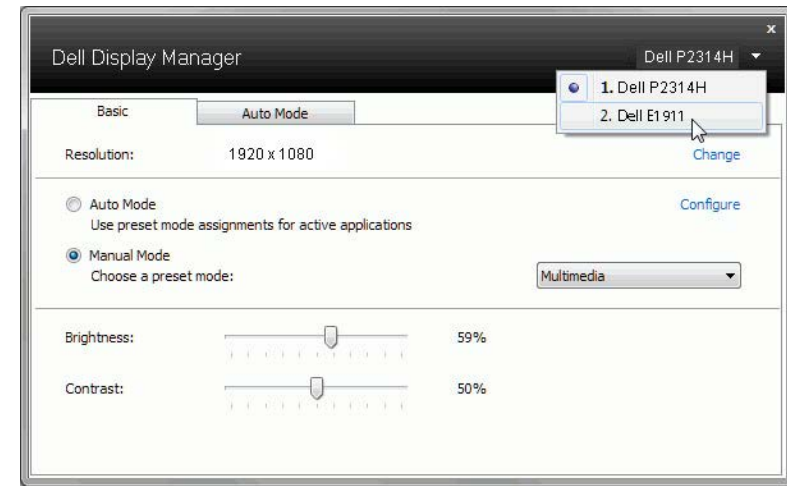 x
Dell Display Manager
Dell P2314H
1. Dell P2314H
2. Dell E1911
Basic
Auto Mode
Resolution:
1920 x 1080
Change
Auto Mode
Configure
Use preset mode assignments for active applications
Manual Mode
Choose a preset mode:
Multimedia
Brightness:
59%
Contrast:
50%